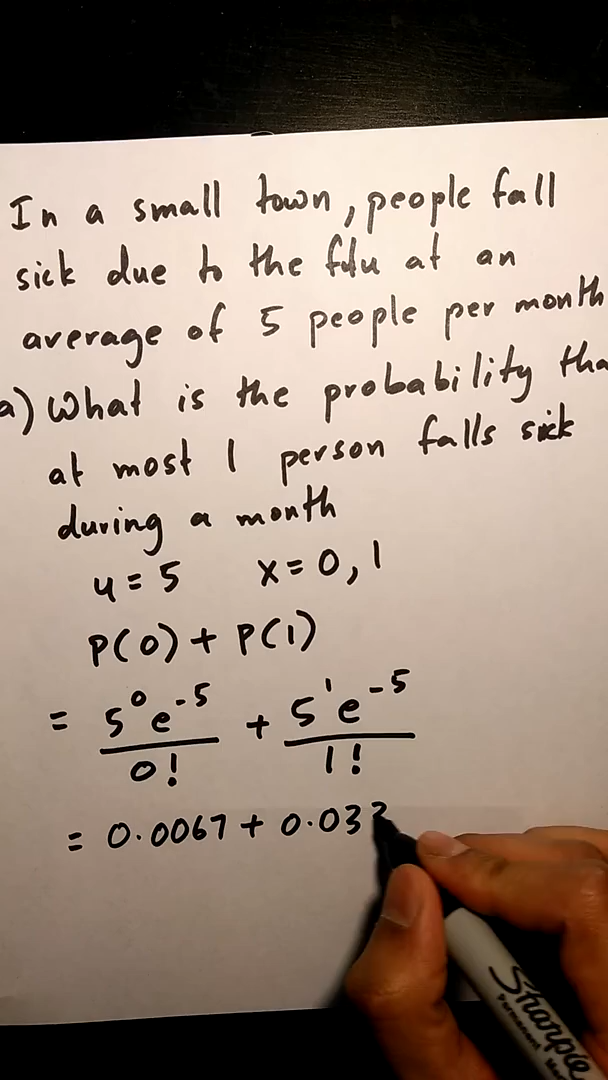 In a small town, people fall
sick due to the flu at an
average of 5 people per month
a) What is the probability tha
at most 1 person falls sick
during a month
u = 5 x = 0, 1
P(0) + P(1)
= 5⁰e⁻⁵/0! + 5¹e⁻⁵/1!
= 0.0067 + 0.033
Sharpie